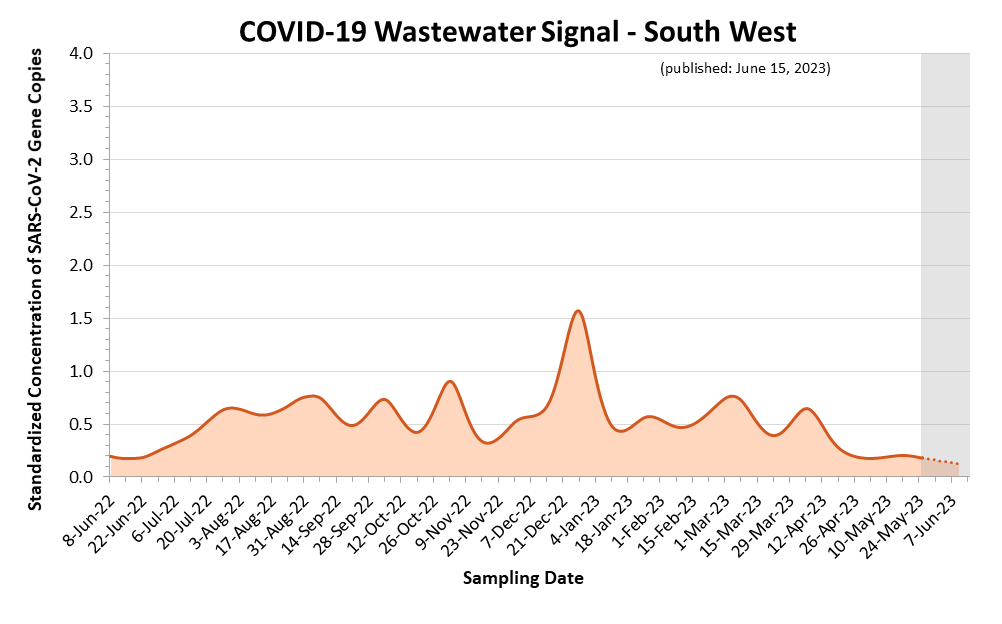 COVID-19 Wastewater Signal - South West
(published: June 15, 2023)
Standardized Concentration of SARS-CoV-2 Gene Copies
4.0
3.5
3.0
2.5
2.0
1.5
1.0
0.5
0.0
8-Jun-22
22-Jun-22
6-Jul-22
20-Jul-22
3-Aug-22
17-Aug-22
31-Aug-22
14-Sep-22
28-Sep-22
12-Oct-22
26-Oct-22
9-Nov-22
23-Nov-22
7-Dec-22
21-Dec-22
4-Jan-23
18-Jan-23
1-Feb-23
15-Feb-23
1-Mar-23
15-Mar-23
29-Mar-23
12-Apr-23
26-Apr-23
10-May-23
24-May-23
7-Jun-23
Sampling Date